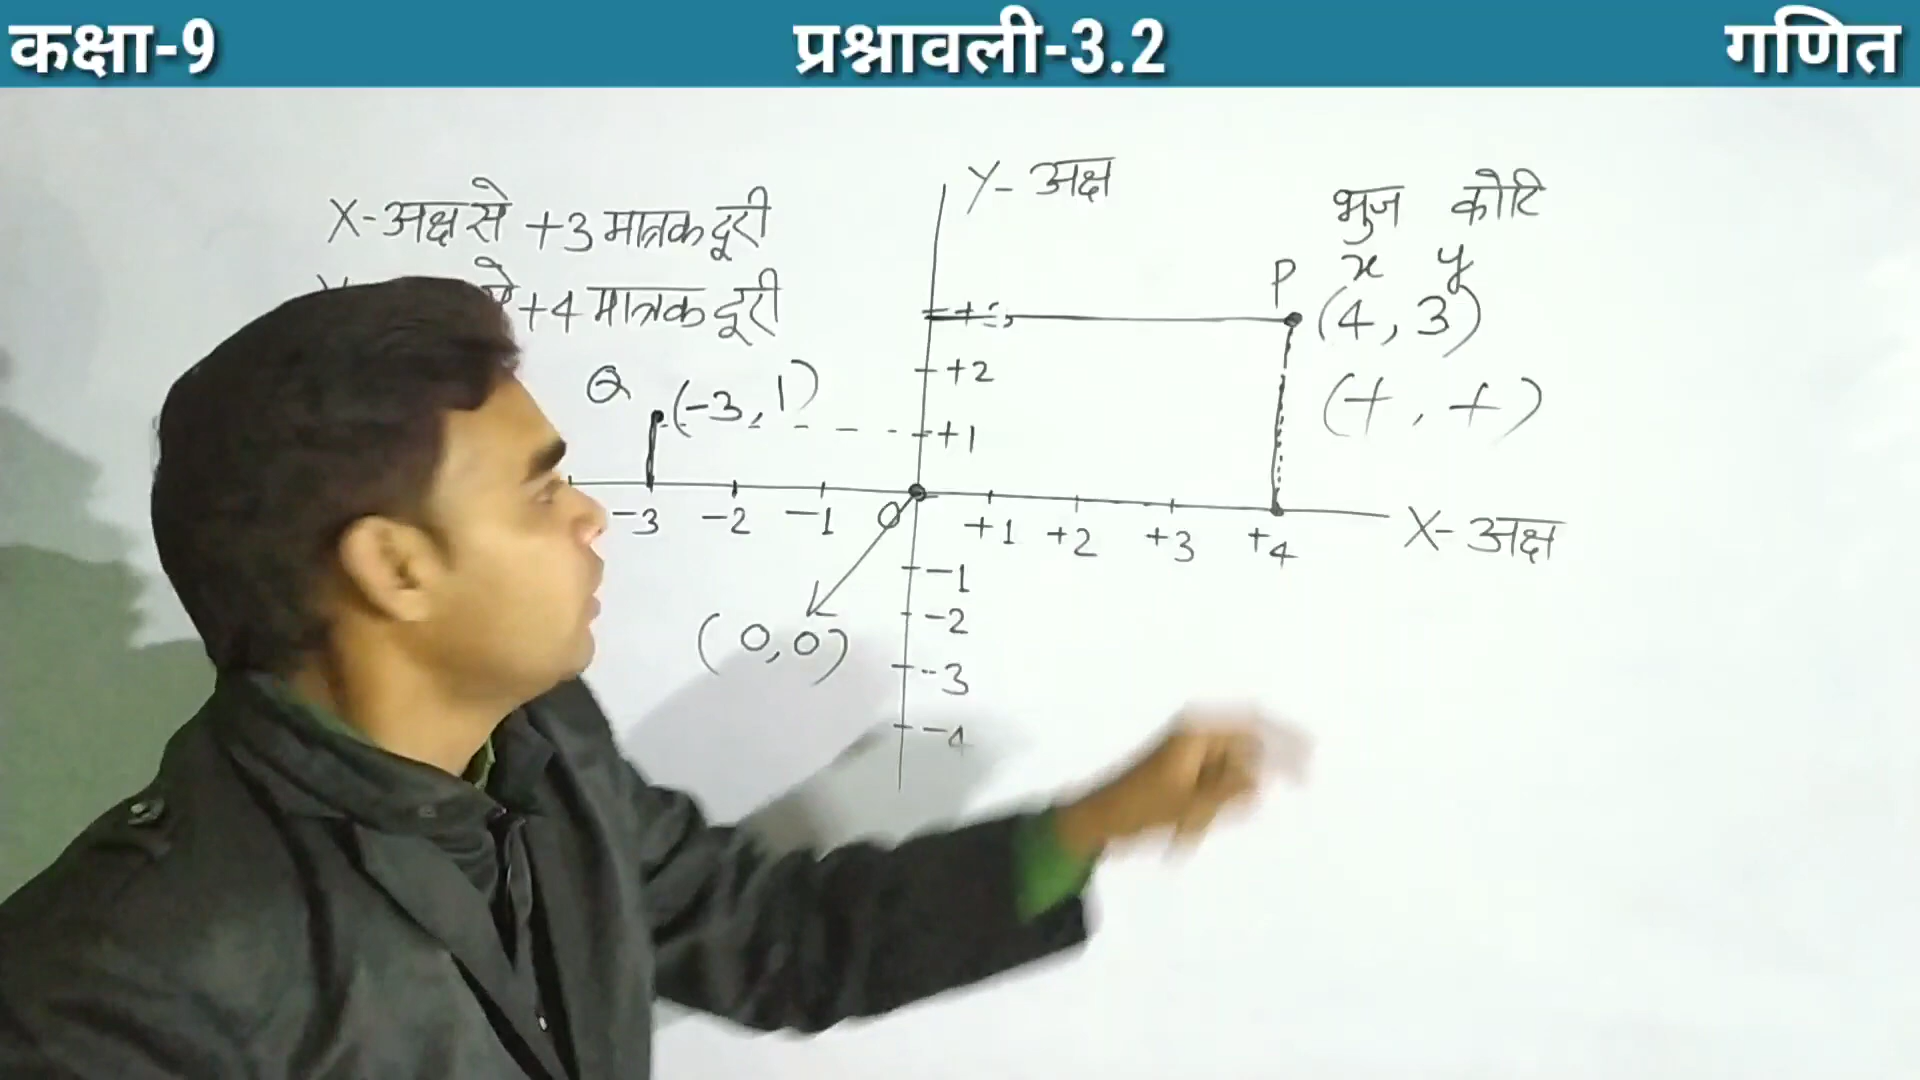 कक्षा-9 प्रश्नावली-3.2 गणित
X-अक्ष से +3 मात्रक दूरी
+4 मात्रक दूरी
Y-अक्ष
भुज कोटि
x y
P (4, 3)
(+, +)
Q (-3, 1)
+2
+1
-3 -2 -1 O +1 +2 +3 +4 X-अक्ष
(0,0)
-1
-2
-3
-4